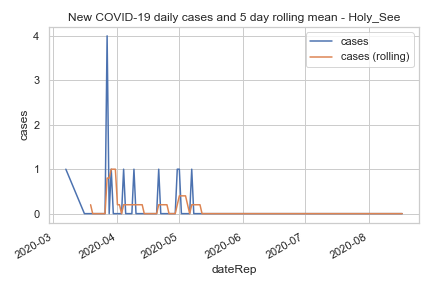 New COVID-19 daily cases and 5 day rolling mean - Holy_See
cases
cases (rolling)
4
3
2
1
0
cases
2020-03
2020-04
2020-05
2020-06
2020-07
2020-08
dateRep